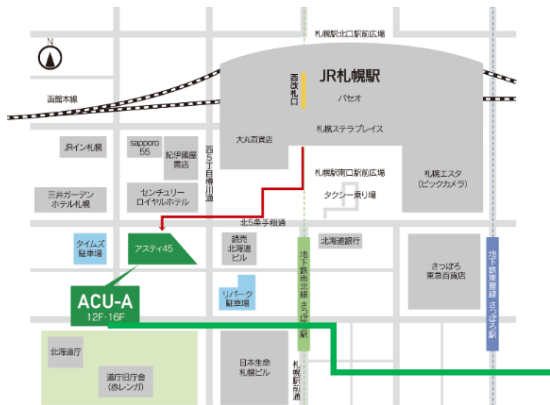 N
札幌駅北口駅前広場
函館本線
西改札口
JR札幌駅
パセオ
札幌ステラプレイス
大丸百貨店
JRイン札幌
sapporo
55
紀伊國屋
書店
西5丁目樽川通
札幌駅南口駅前広場
タクシー乗り場
札幌エスタ
(ビックカメラ)
三井ガーデン
ホテル札幌
センチュリー
ロイヤルホテル
北5条手稲通
タイムズ
駐車場
アスティ45
読売
北海道
ビル
北海道銀行
地下鉄南北線 さっぽろ駅
さっぽろ
東急百貨店
地下鉄東豊線 さっぽろ駅
ACU-A
12F・16F
リパーク
駐車場
北海道庁
道庁旧庁舎
(赤レンガ)
日本生命
札幌ビル
札幌駅前通